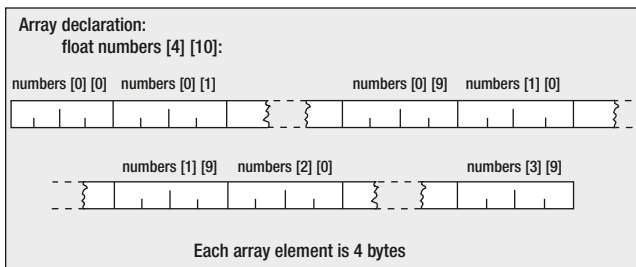 Array declaration:
float numbers [4] [10]:
numbers [0] [0] numbers [0] [1] numbers [0] [9] numbers [1] [0]
numbers [1] [9] numbers [2] [0] numbers [3] [9]
Each array element is 4 bytes